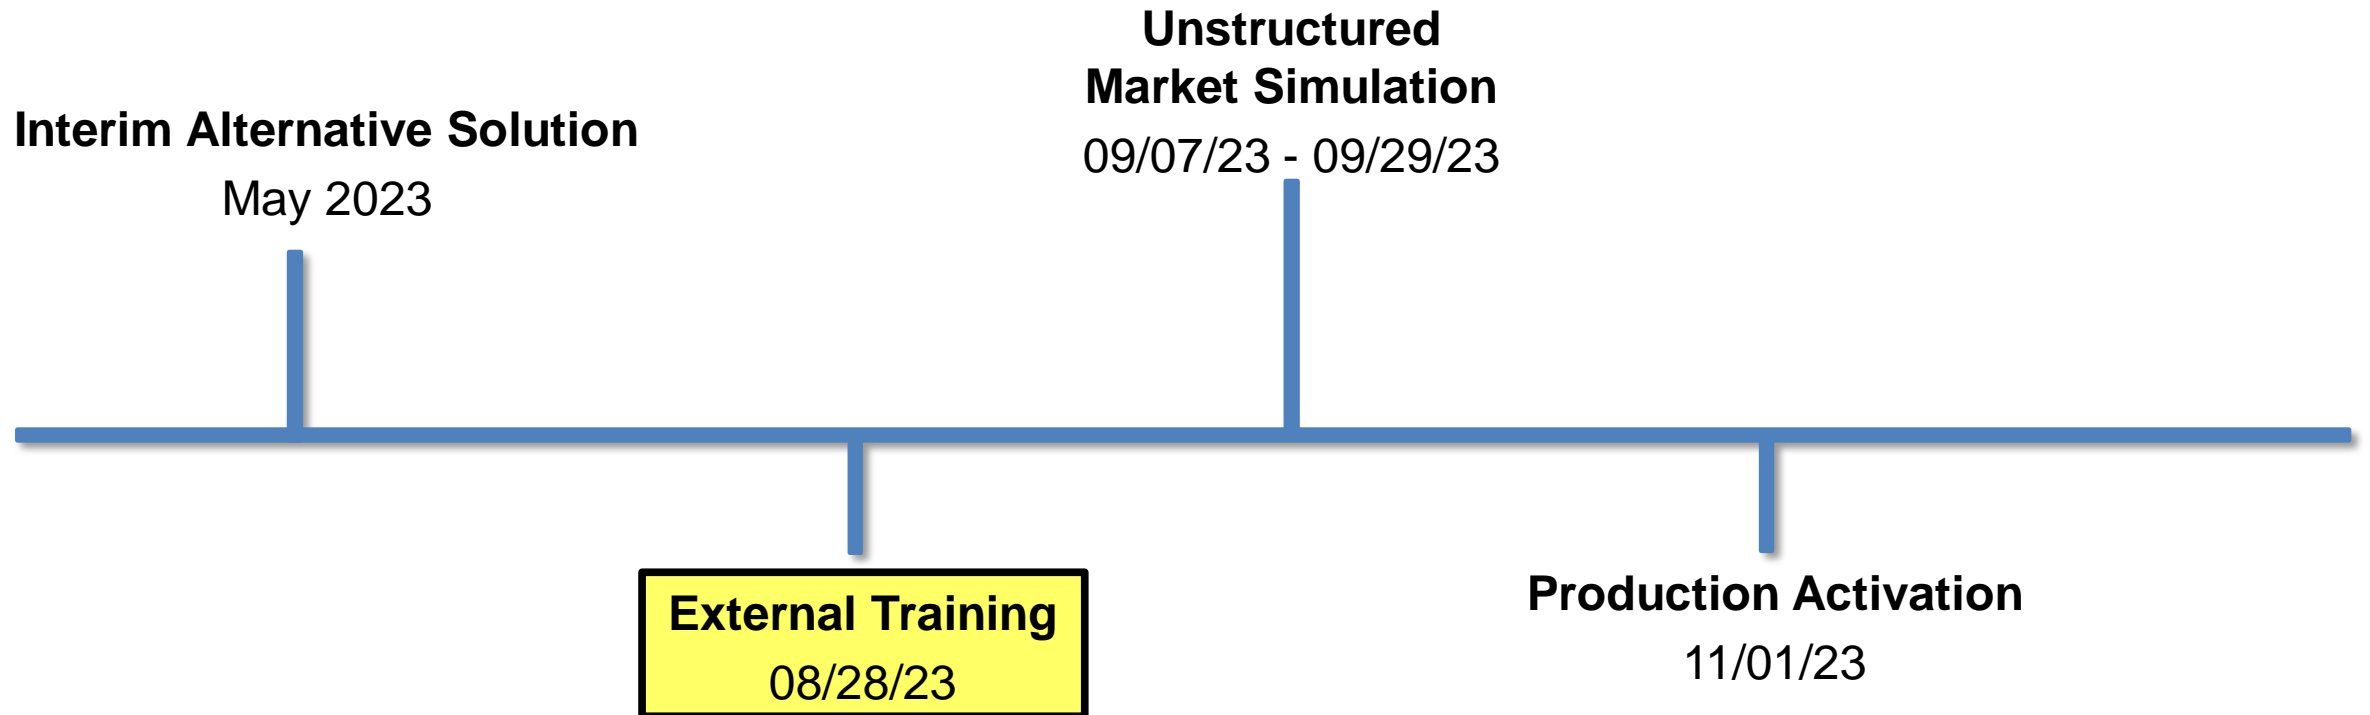 Interim Alternative Solution
May 2023
External Training
08/28/23
Unstructured
Market Simulation
09/07/23 - 09/29/23
Production Activation
11/01/23